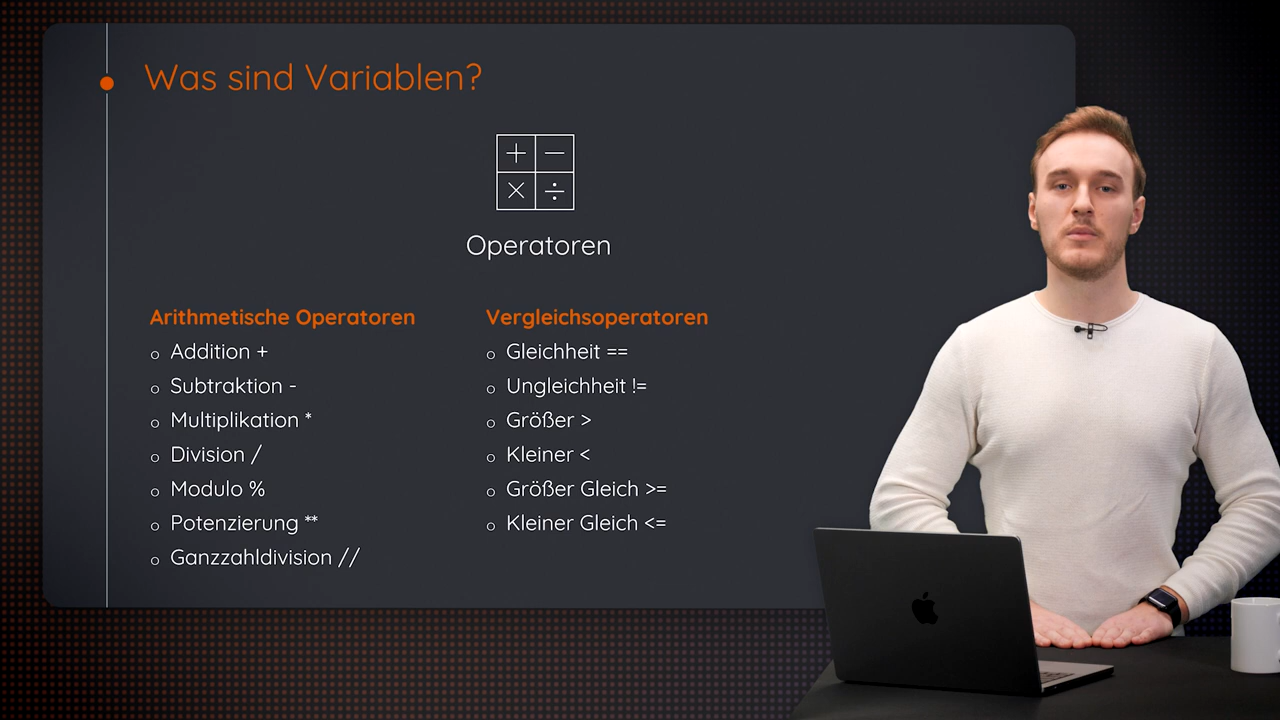 Was sind Variablen?
Operatoren
Arithmetische Operatoren
Addition +
Subtraktion -
Multiplikation *
Division /
Modulo %
Potenzierung **
Ganzzahldivision //
Vergleichsoperatoren
Gleichheit ==
Ungleichheit !=
Größer >
Kleiner <
Größer Gleich >=
Kleiner Gleich <=